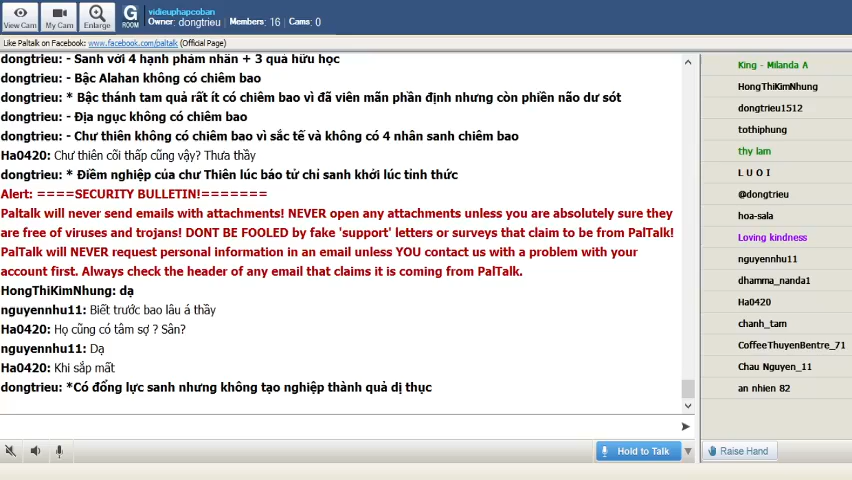 vidieuphapcoban
Owner: dongtrieu Members: 16 Cams: 0
View Cam
My Cam
Enlarge
G
ROOM
Like Paltalk on Facebook: www.facebook.com/paltalk (Official Page)
dongtrieu: - Sanh với 4 hạnh phàm nhân + 3 quả hữu học
dongtrieu: - Bậc Alahan không có chiêm bao
dongtrieu: * Bậc thánh tam quả rất ít có chiêm bao vì đã viên mãn phần định nhưng còn phiền não dư sót
dongtrieu: - Địa ngục không có chiêm bao
dongtrieu: - Chư thiên không có chiêm bao vì sắc tế và không có 4 nhân sanh chiêm bao
Ha0420: Chư thiên cõi thấp cũng vậy? Thưa thầy
dongtrieu: * Điềm nghiệp của chư Thiên lúc báo tử chỉ sanh khởi lúc tỉnh thức
Alert: ====SECURITY BULLETIN!=======
Paltalk will never send emails with attachments! NEVER open any attachments unless you are absolutely sure they
are free of viruses and trojans! DONT BE FOOLED by fake 'support' letters or surveys that claim to be from PalTalk!
PalTalk will NEVER request personal information in an email unless YOU contact us with a problem with your
account first. Always check the header of any email that claims it is coming from PalTalk.
HongThiKimNhung: dạ
nguyennhu11: Biết trước bao lâu á thầy
Ha0420: Họ cũng có tâm sợ ? Sân?
nguyennhu11: Dạ
Ha0420: Khi sắp mất
dongtrieu: *Có đổng lực sanh nhưng không tạo nghiệp thành quả dị thục
Hold to Talk
King - Milanda A
HongThiKimNhung
dongtrieu1512
tothiphung
thy lam
L U O I
@dongtrieu
hoa-sala
Loving kindness
nguyennhu11
dhamma_nanda1
Ha0420
chanh_tam
CoffeeThuyenBentre_71
Chau Nguyen_11
an nhien 82
Raise Hand